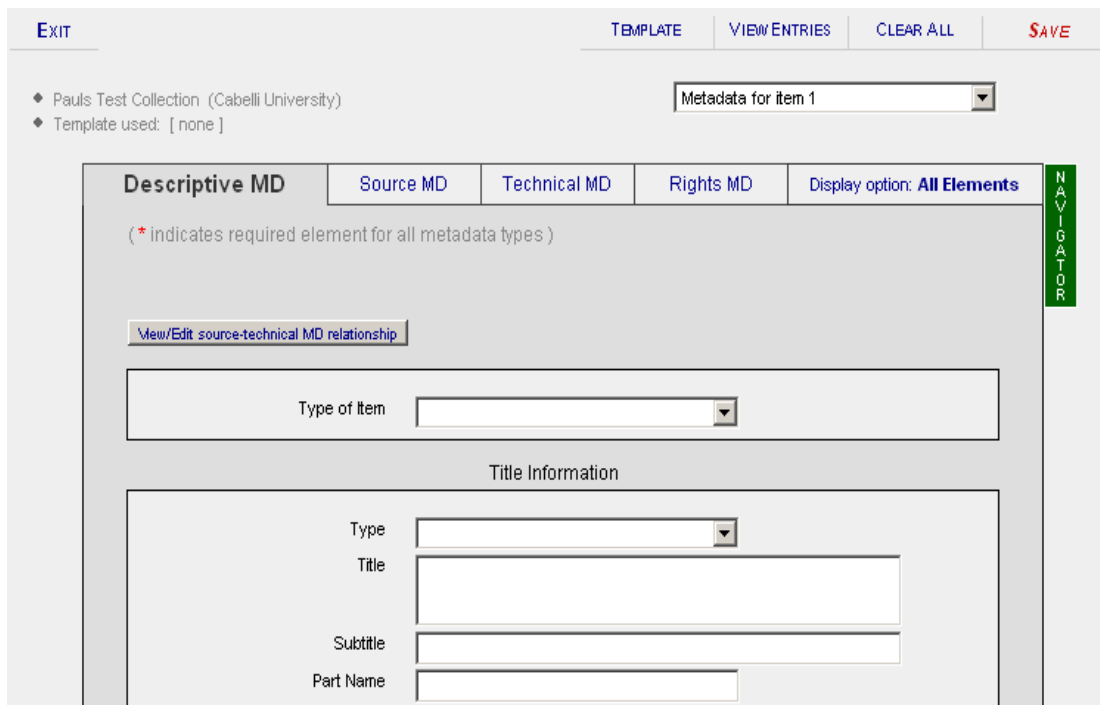 EXIT TEMPLATE VIEW ENTRIES CLEAR ALL SAVE
Metadata for item 1
Pauls Test Collection (Cabelli University)
Template used: [ none ]
Descriptive MD Source MD Technical MD Rights MD Display option: All Elements
NAVIGATOR
( * indicates required element for all metadata types )
View/Edit source-technical MD relationship
Type of Item
Title Information
Type
Title
Subtitle
Part Name